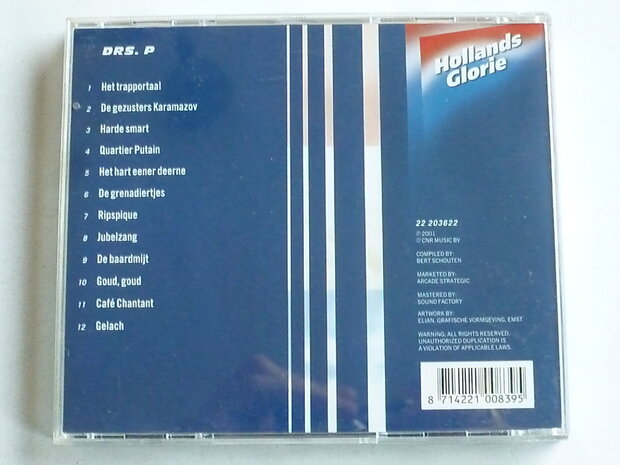 DRS. P
1 Het trapportaal
2 De gezusters Karamazov
3 Harde smart
4 Quartier Putain
5 Het hart eener deerne
6 De grenadiertjes
7 Ripspique
8 Jubelzang
9 De baardmijt
10 Goud, goud
11 Café Chantant
12 Gelach
Hollands
Glorie
22 203622
℗ 2001
© CNR MUSIC BV
COMPILED BY:
BERT SCHOUTEN
MARKETED BY:
ARCADE STRATEGIC
MASTERED BY:
SOUND FACTORY
ARTWORK BY:
ELIAN, GRAFISCHE VORMGEVING, EMST
WARNING: ALL RIGHTS RESERVED.
UNAUTHORIZED DUPLICATION IS
A VIOLATION OF APPLICABLE LAWS.
8 714221 008395